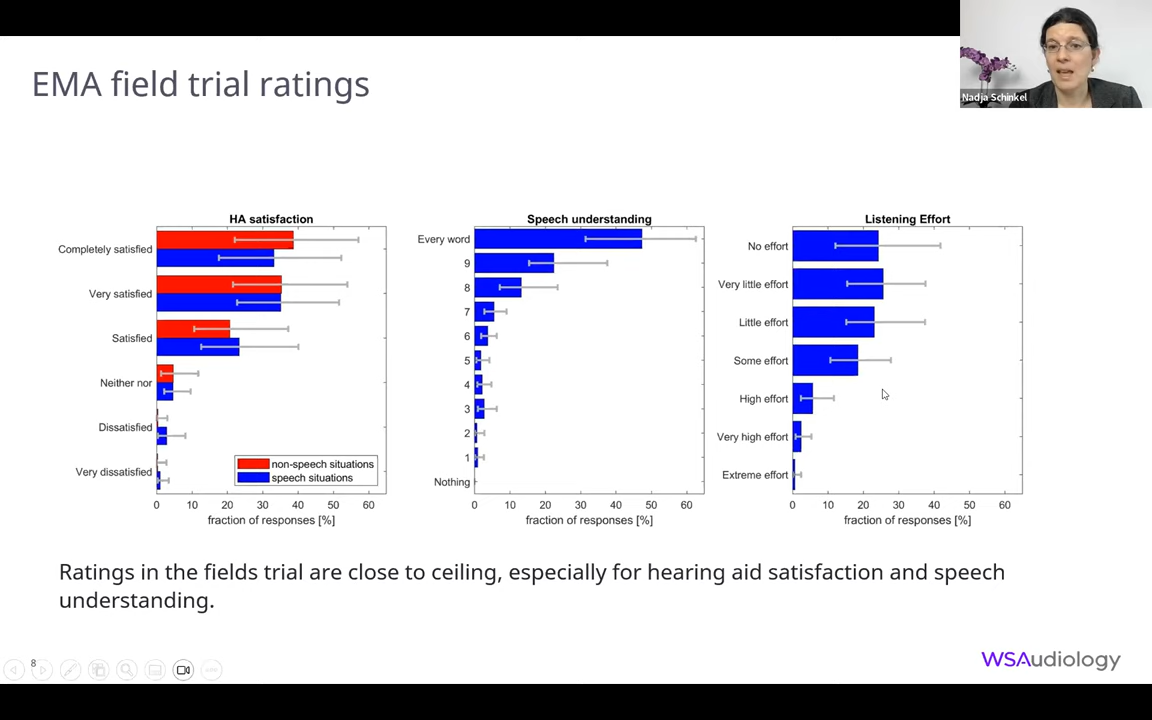 EMA field trial ratings
Nadja Schinkel
HA satisfaction
Completely satisfied
Very satisfied
Satisfied
Neither nor
Dissatisfied
Very dissatisfied
non-speech situations
speech situations
0 10 20 30 40 50 60
fraction of responses [%]
Speech understanding
Every word
9
8
7
6
5
4
3
2
1
Nothing
0 10 20 30 40 50 60
fraction of responses [%]
Listening Effort
No effort
Very little effort
Little effort
Some effort
High effort
Very high effort
Extreme effort
0 10 20 30 40 50 60
fraction of responses [%]
Ratings in the fields trial are close to ceiling, especially for hearing aid satisfaction and speech
understanding.
8
WSAudiology